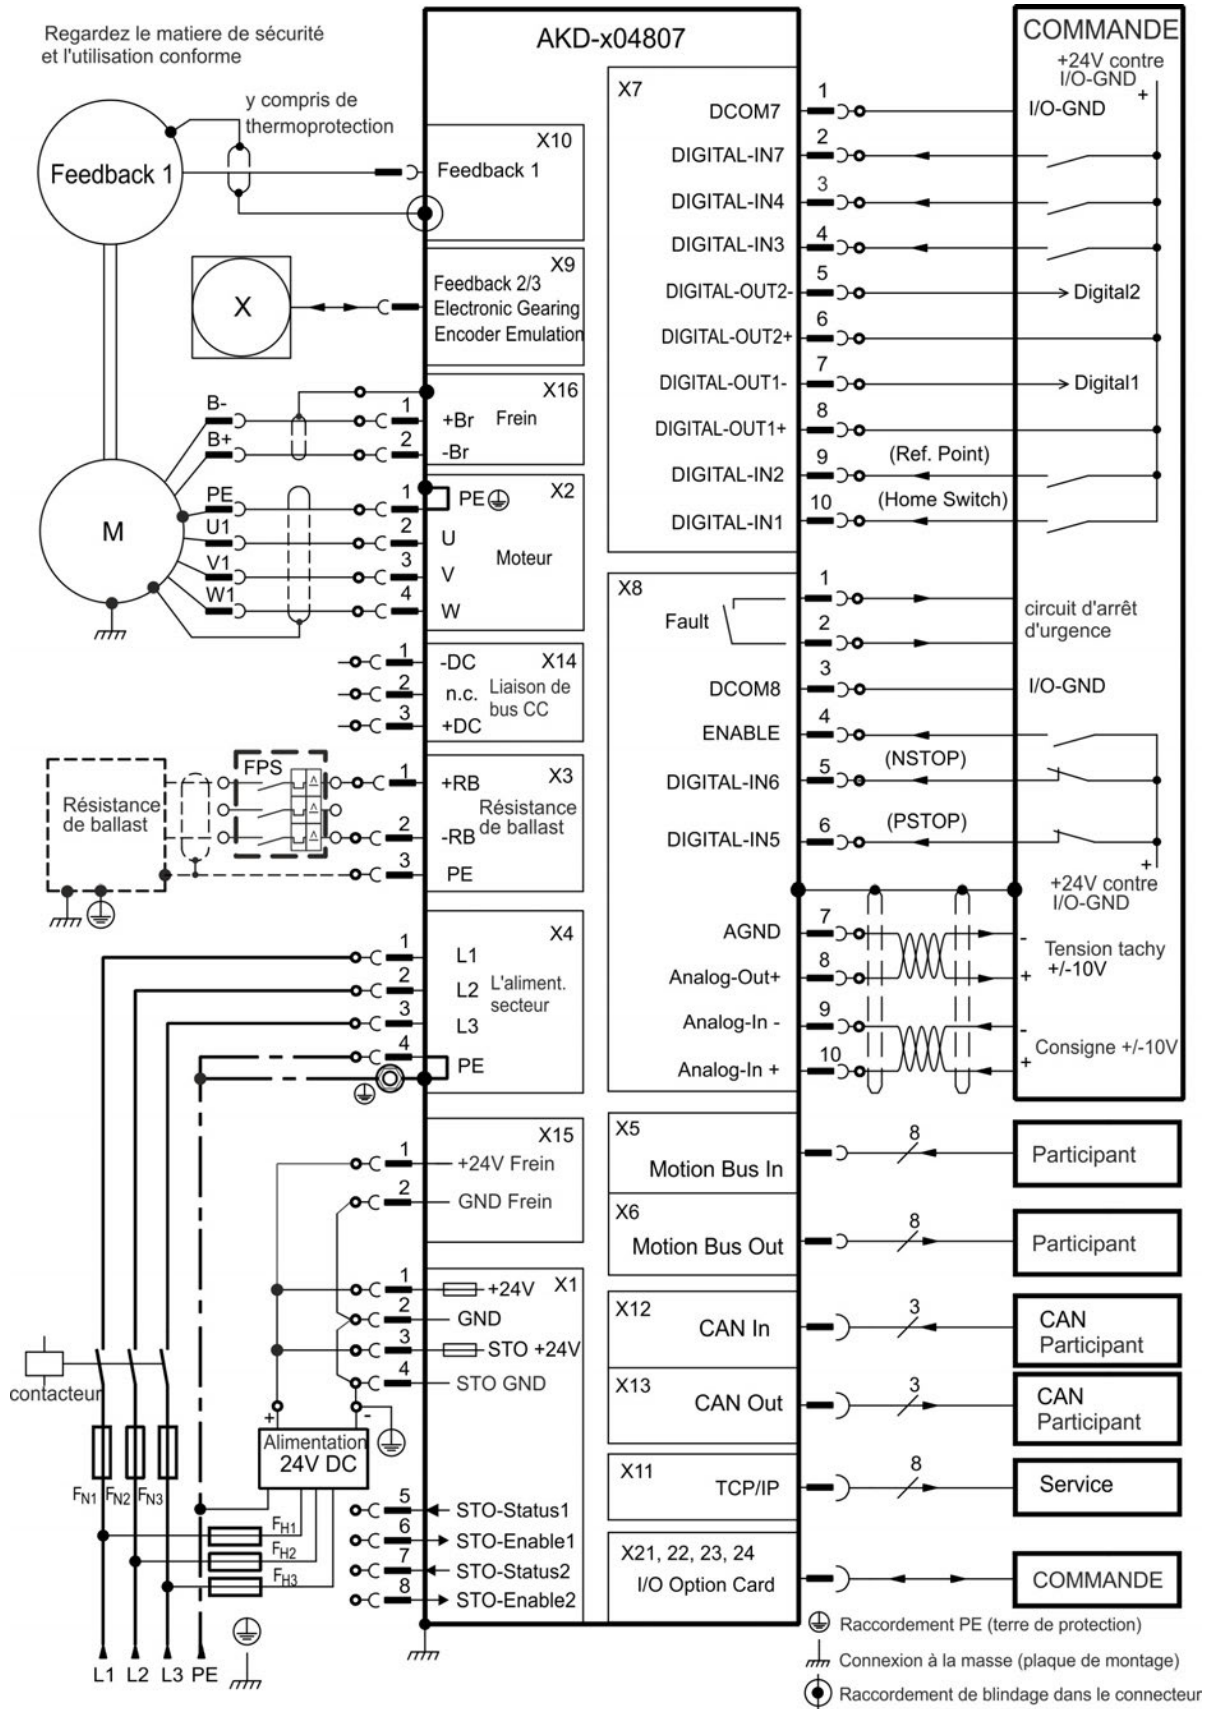 Regardez le matiere de sécurité
et l'utilisation conforme
AKD-x04807
COMMANDE
+24V contre
I/O-GND
+
y compris de
thermoprotection
Feedback 1
X10
Feedback 1
X
X9
Feedback 2/3
Electronic Gearing
Encoder Emulation
X16
B-
1
+Br
Frein
B+
2
-Br
X2
PE
1
PE
M
U1
2
U
Moteur
V1
3
V
W1
4
W
X14
1
-DC
Liaison de
bus CC
2
n.c.
3
+DC
FPS
Résistance
de ballast
X3
1
+RB
Résistance
de ballast
2
-RB
3
PE
X4
1
L1
L'aliment.
secteur
2
L2
3
L3
4
PE
X15
1
+24V Frein
2
GND Frein
X1
1
+24V
2
GND
3
STO +24V
4
STO GND
contacteur
+
-
Alimentation
24V DC
FN1
FN2
FN3
FH1
FH2
FH3
5
STO-Status1
6
STO-Enable1
7
STO-Status2
8
STO-Enable2
L1 L2 L3 PE
X7
DCOM7
1
I/O-GND
DIGITAL-IN7
2
DIGITAL-IN4
3
DIGITAL-IN3
4
DIGITAL-OUT2-
5
Digital2
DIGITAL-OUT2+
6
DIGITAL-OUT1-
7
Digital1
DIGITAL-OUT1+
8
DIGITAL-IN2
9
(Ref. Point)
DIGITAL-IN1
10
(Home Switch)
X8
Fault
1
2
circuit d'arrêt
d'urgence
DCOM8
3
I/O-GND
ENABLE
4
DIGITAL-IN6
5
(NSTOP)
DIGITAL-IN5
6
(PSTOP)
+
+24V contre
I/O-GND
AGND
7
-
Tension tachy
+/-10V
Analog-Out+
8
+
Analog-In -
9
-
Consigne +/-10V
Analog-In +
10
+
X5
Motion Bus In
8
Participant
X6
Motion Bus Out
8
Participant
X12
CAN In
3
CAN
Participant
X13
CAN Out
3
CAN
Participant
X11
TCP/IP
8
Service
X21, 22, 23, 24
I/O Option Card
COMMANDE
Raccordement PE (terre de protection)
Connexion à la masse (plaque de montage)
Raccordement de blindage dans le connecteur